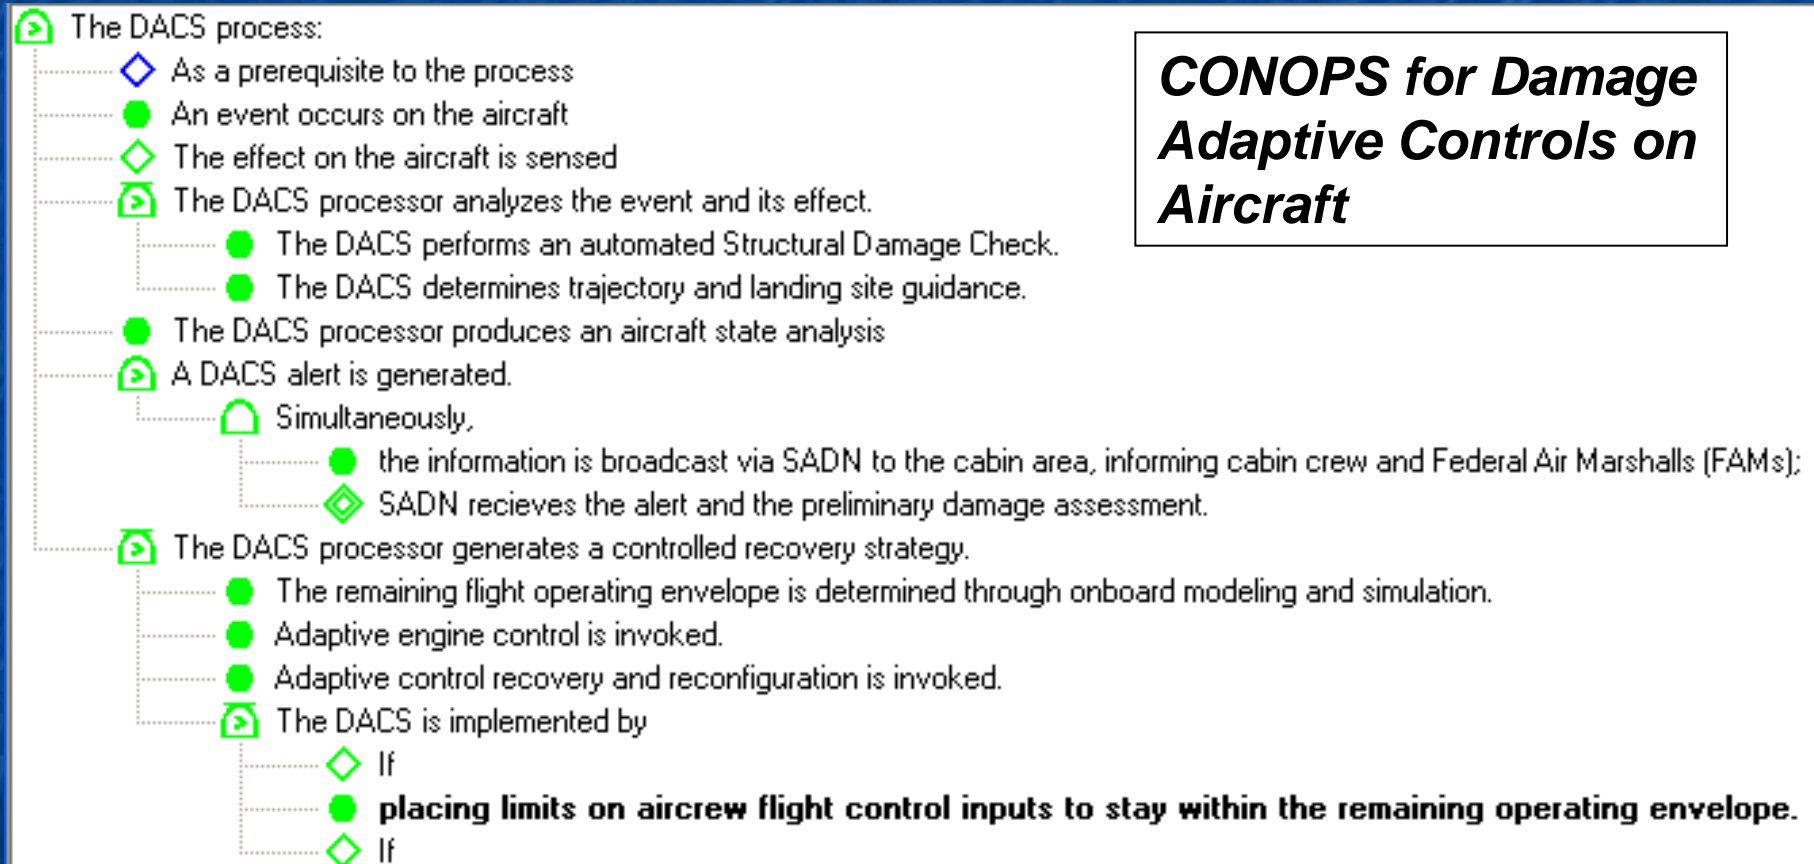 The DACS process:
As a prerequisite to the process
An event occurs on the aircraft
The effect on the aircraft is sensed
The DACS processor analyzes the event and its effect.
The DACS performs an automated Structural Damage Check.
The DACS determines trajectory and landing site guidance.
The DACS processor produces an aircraft state analysis
A DACS alert is generated.
Simultaneously,
the information is broadcast via SADN to the cabin area, informing cabin crew and Federal Air Marshalls (FAMs);
SADN recieves the alert and the preliminary damage assessment.
The DACS processor generates a controlled recovery strategy.
The remaining flight operating envelope is determined through onboard modeling and simulation.
Adaptive engine control is invoked.
Adaptive control recovery and reconfiguration is invoked.
The DACS is implemented by
If
placing limits on aircrew flight control inputs to stay within the remaining operating envelope.
If
CONOPS for Damage
Adaptive Controls on
Aircraft